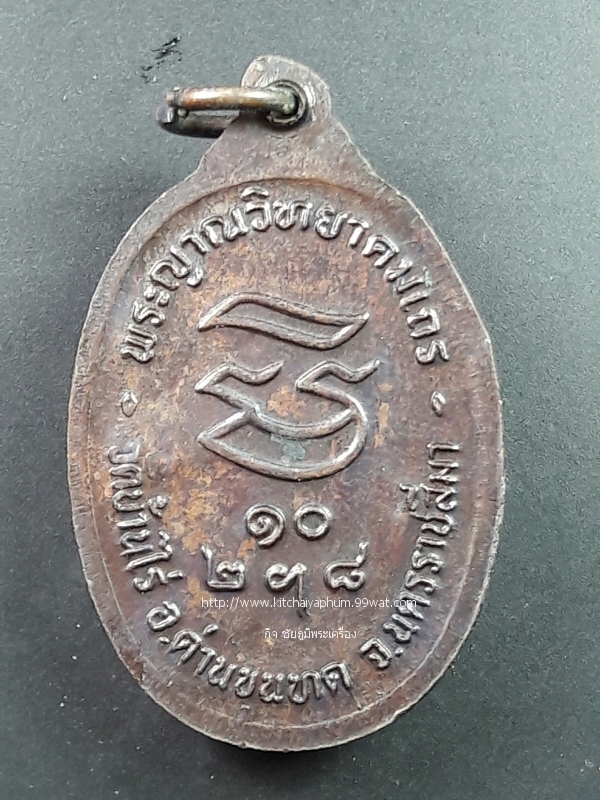 พระญาณวิทยาคมเถร
๑๐
๒ ๕ ๘
วัดบ้านไร่ อ.ด่านขุนทด จ.นครราชสีมา
http://www.kitchaiyaphum.99wat.com/
กิจ ชัยภูมิพระเครื่อง